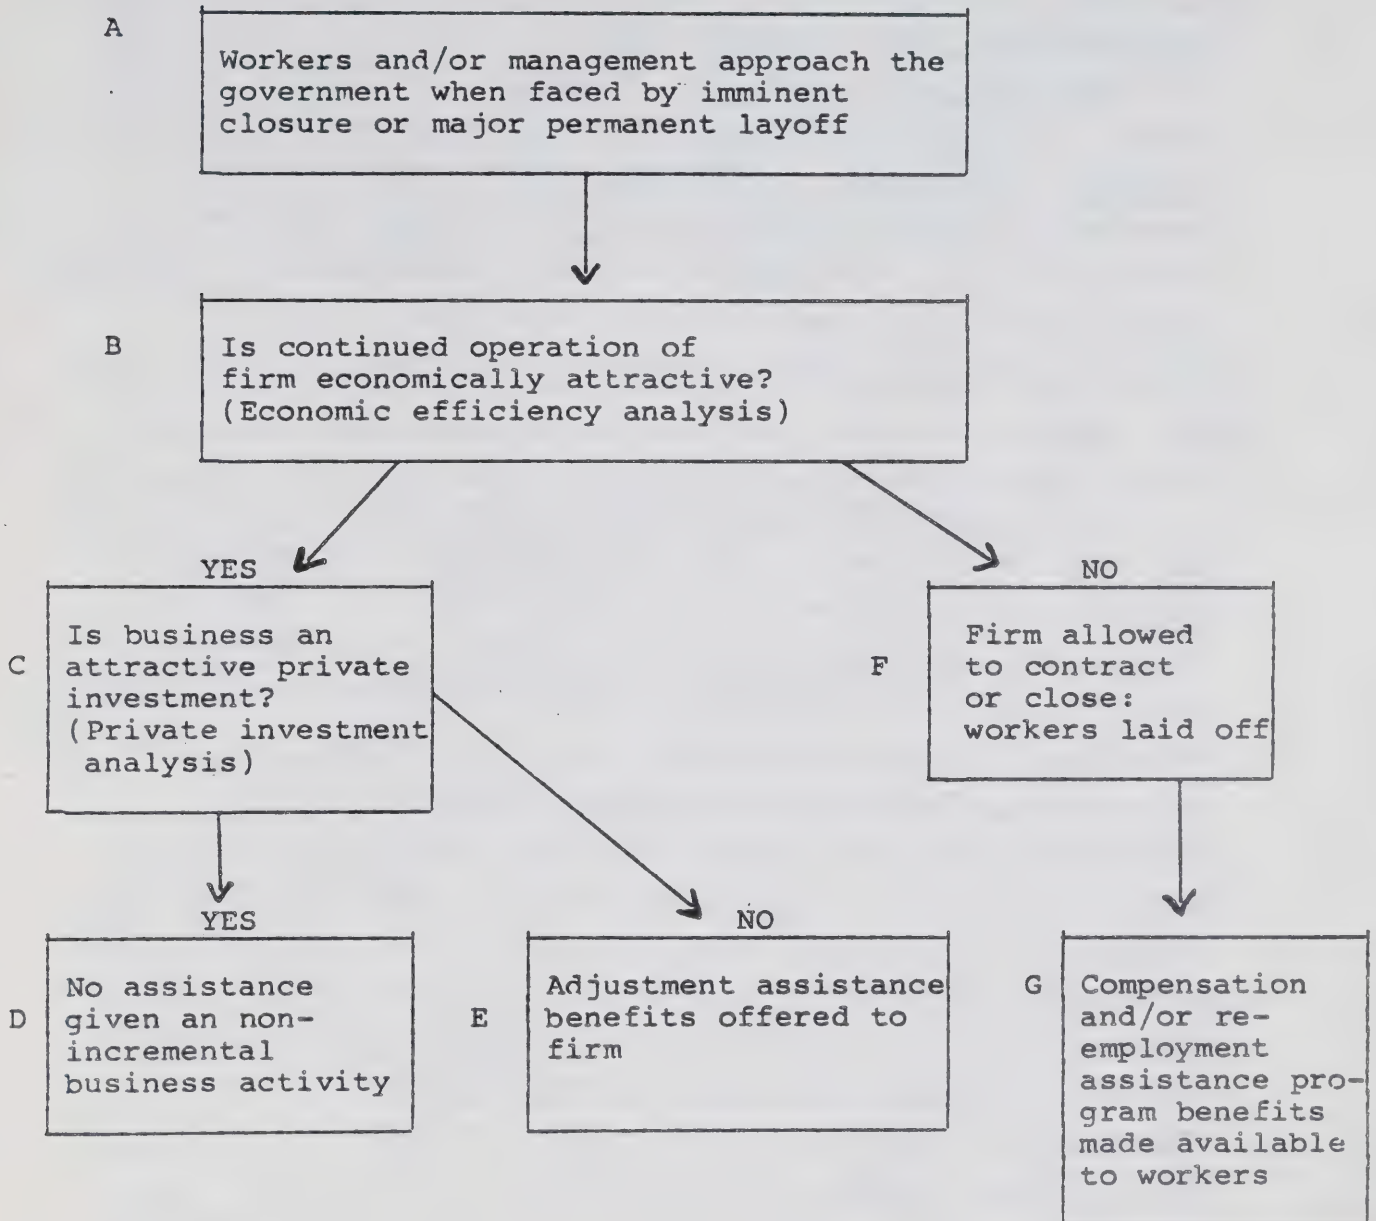 A
Workers and/or management approach the
government when faced by imminent
closure or major permanent layoff
B
Is continued operation of
firm economically attractive?
(Economic efficiency analysis)
YES
NO
C
Is business an
attractive private
investment?
(Private investment
analysis)
F
Firm allowed
to contract
or close:
workers laid off
YES
NO
D
No assistance
given an non-
incremental
business activity
E
Adjustment assistance
benefits offered to
firm
G
Compensation
and/or re-
employment
assistance pro-
gram benefits
made available
to workers